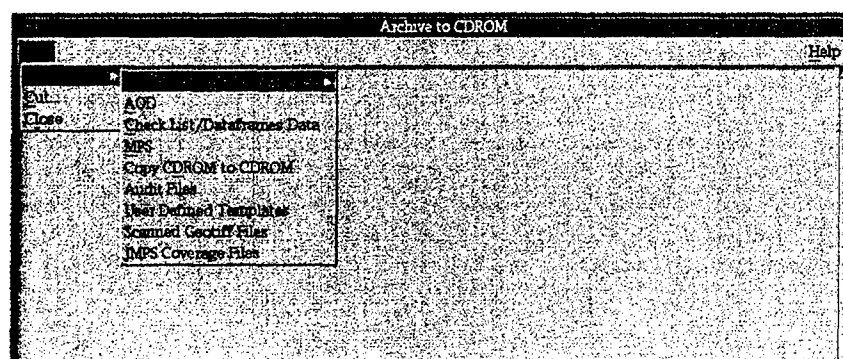 Archive to CDROM
Help
Close
AOD
Check List/Dataframes Data
MPS
Copy CDROM to CDROM
Audit Files
User Defined Templates
Scanned Geotiff Files
JMPS Coverage Files